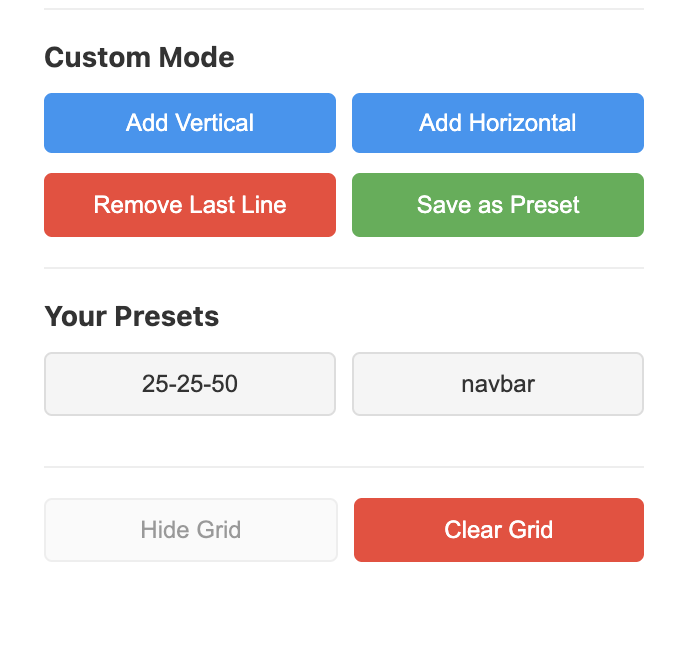 Custom Mode
Add Vertical
Add Horizontal
Remove Last Line
Save as Preset
Your Presets
25-25-50
navbar
Hide Grid
Clear Grid